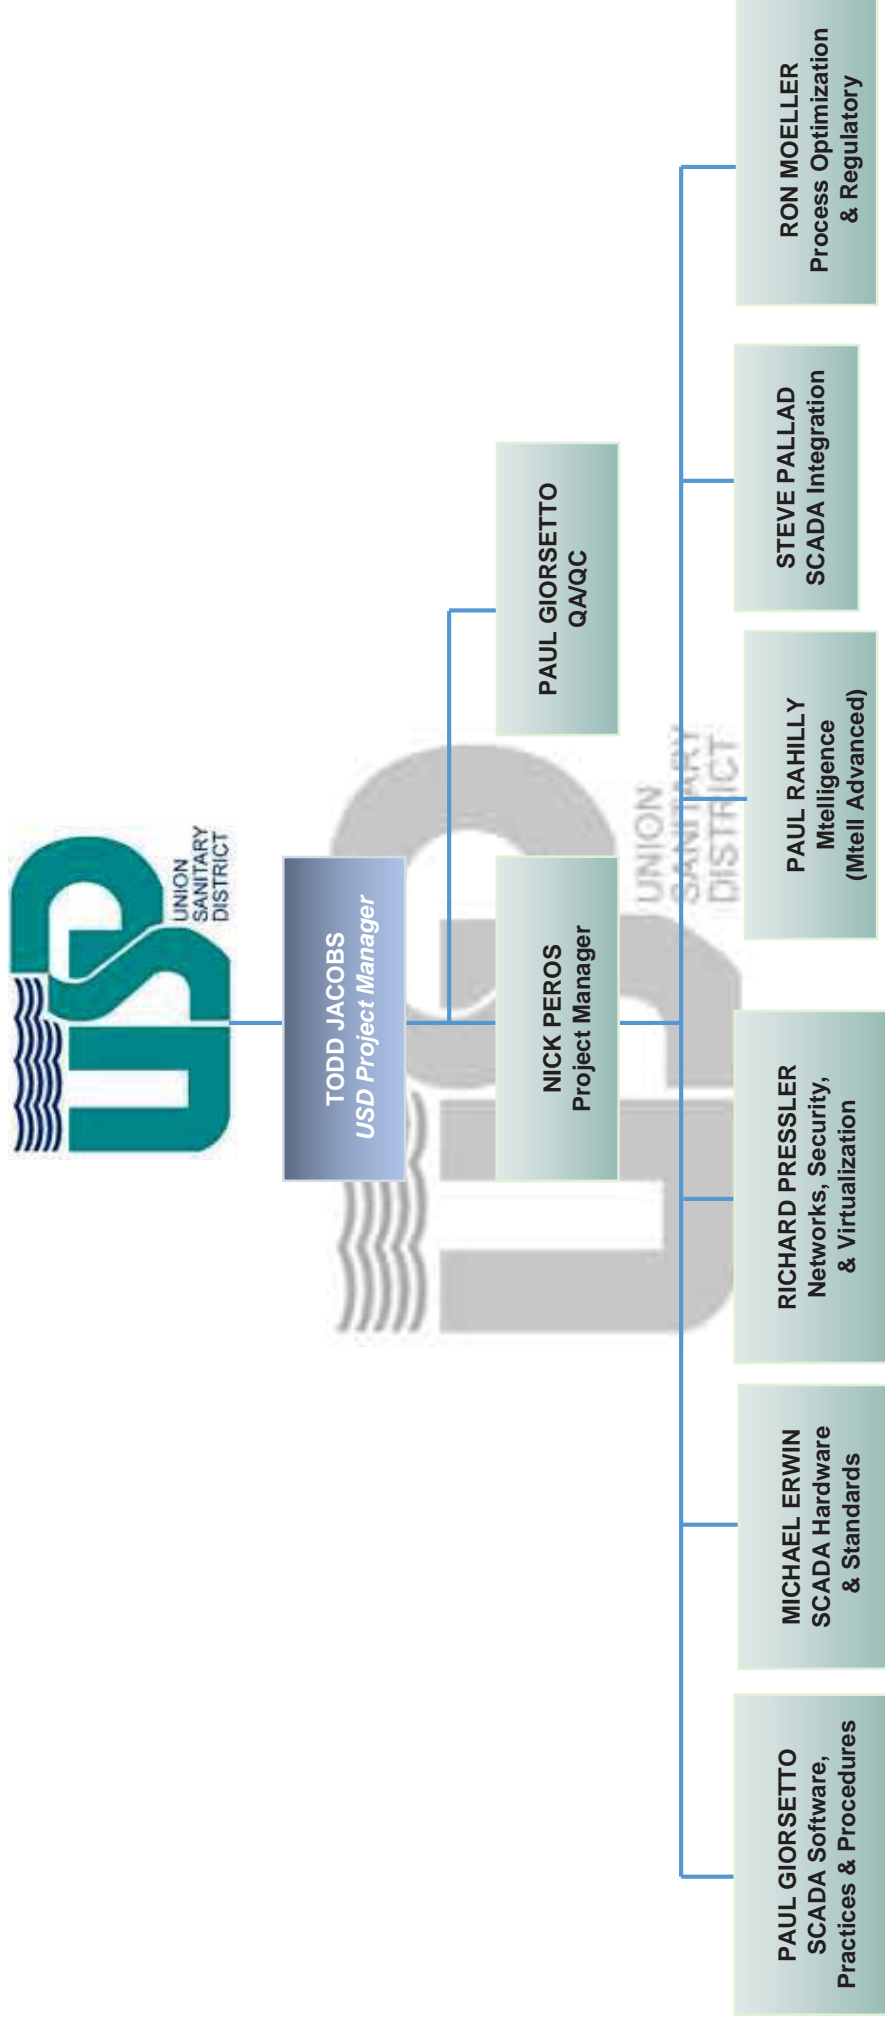 USD
UNION
SANITARY
DISTRICT
TODD JACOBS
USD Project Manager
PAUL GIORSETTO
QA/QC
NICK PEROS
Project Manager
USD
UNION
SANITARY
DISTRICT
PAUL GIORSETTO
SCADA Software,
Practices & Procedures
MICHAEL ERWIN
SCADA Hardware
& Standards
RICHARD PRESSLER
Networks, Security,
& Virtualization
PAUL RAHILLY
Mtelligence
(Mtell Advanced)
STEVE PALLAD
SCADA Integration
RON MOELLER
Process Optimization
& Regulatory